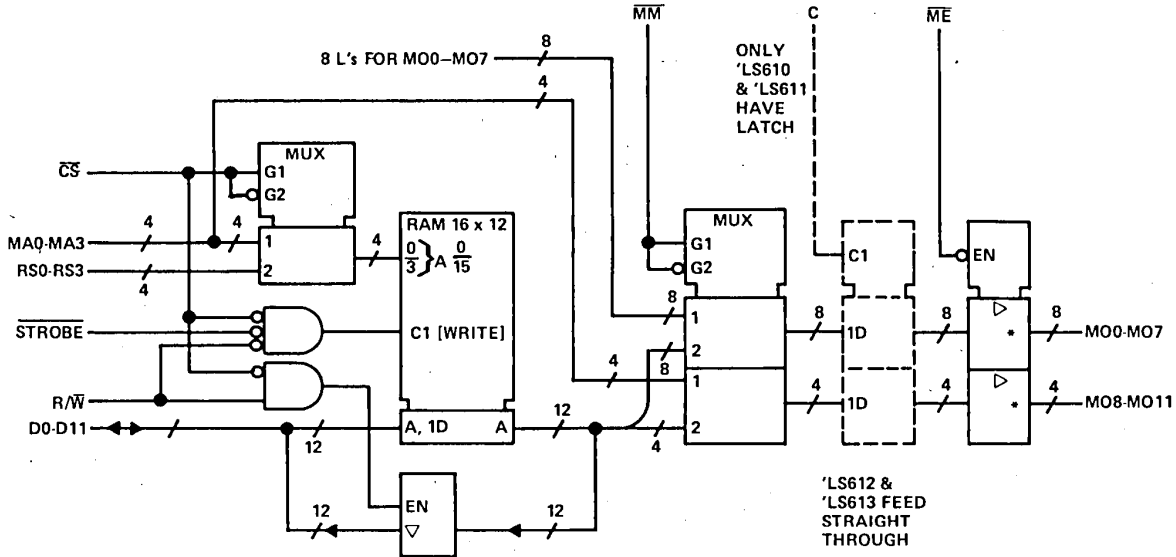 MM
C
ME
8 L's FOR MO0–MO7
8
4
ONLY
'LS610
& 'LS611
HAVE
LATCH
MUX
CS
G1
G2
MA0-MA3
4
4
1
RS0-RS3
4
2
4
RAM 16 x 12
0
3
} A
0
15
STROBE
C1 [WRITE]
R/W
D0-D11
12
A, 1D
A
12
EN
12
12
MUX
G1
G2
8
1
2
8
4
1
2
4
C1
8
1D
8
4
1D
4
EN
*
8
MO0-MO7
*
4
MO8-MO11
'LS612 &
'LS613 FEED
STRAIGHT
THROUGH